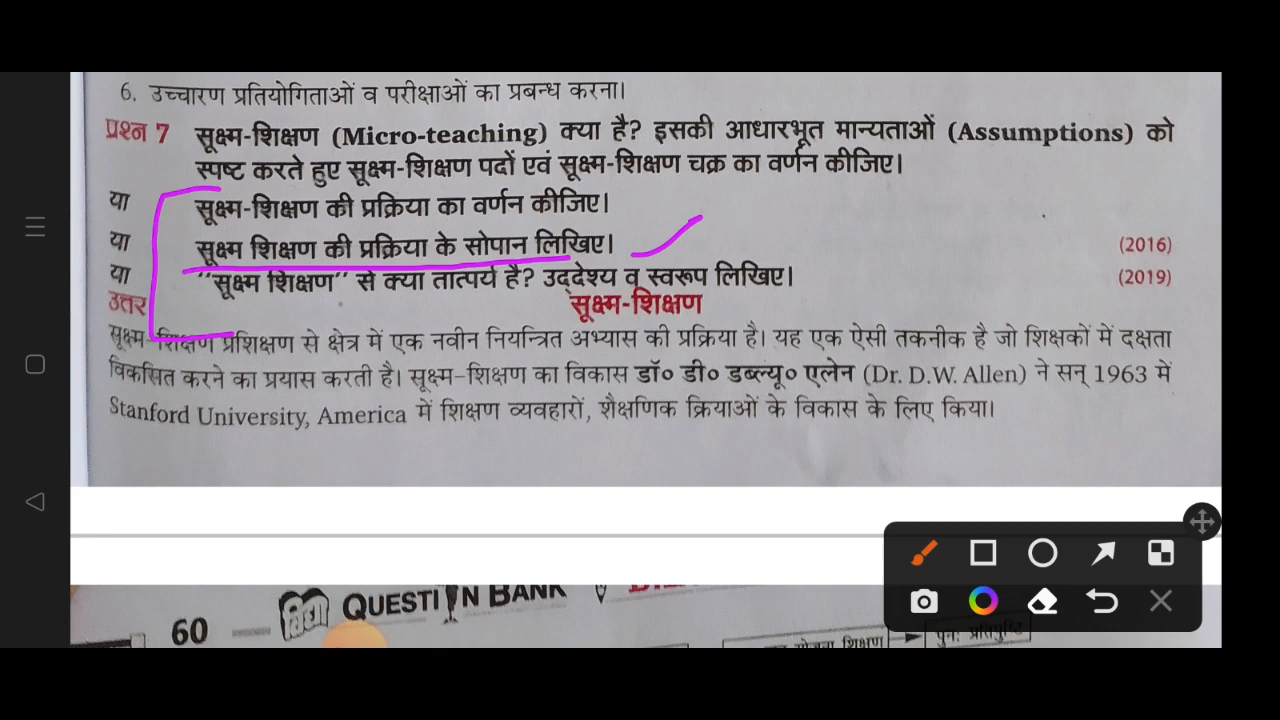 6. उच्चारण प्रतियोगिताओं व परीक्षाओं का प्रबन्ध करना।
प्रश्न 7 सूक्ष्म-शिक्षण (Micro-teaching) क्या है? इसकी आधारभूत मान्यताओं (Assumptions) को
स्पष्ट करते हुए सूक्ष्म-शिक्षण पदों एवं सूक्ष्म-शिक्षण चक्र का वर्णन कीजिए।
या सूक्ष्म-शिक्षण की प्रक्रिया का वर्णन कीजिए।
या सूक्ष्म शिक्षण की प्रक्रिया के सोपान लिखिए। (2016)
या "सूक्ष्म शिक्षण" से क्या तात्पर्य है? उद्देश्य व स्वरूप लिखिए। (2019)
उत्तर सूक्ष्म-शिक्षण
सूक्ष्म-शिक्षण प्रशिक्षण से क्षेत्र में एक नवीन नियन्त्रित अभ्यास की प्रक्रिया है। यह एक ऐसी तकनीक है जो शिक्षकों में दक्षता
विकसित करने का प्रयास करती है। सूक्ष्म-शिक्षण का विकास डॉ० डी० डब्ल्यू० एलेन (Dr. D.W. Allen) ने सन् 1963 में
Stanford University, America में शिक्षण व्यवहारों, शैक्षणिक क्रियाओं के विकास के लिए किया।
60 विद्या QUESTION BANK
शिक्षण पुनः प्रतिपुष्टि